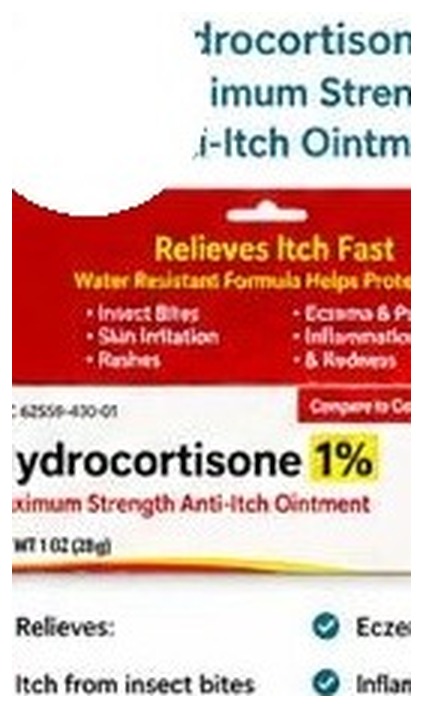 drocortison
imum Stren
i-Itch Ointm
Relieves Itch Fast
Water Resistant Formula Helps Prote
• Insect Bites
• Skin Irritation
• Rashes
• Eczema & Ps
• Inflammatio
• & Redness
C 62559-430-01
Compare to Co
ydrocortisone 1%
ximum Strength Anti-Itch Ointment
WT 1 OZ (28g)
Relieves:
Itch from insect bites
Ecze
Inflam